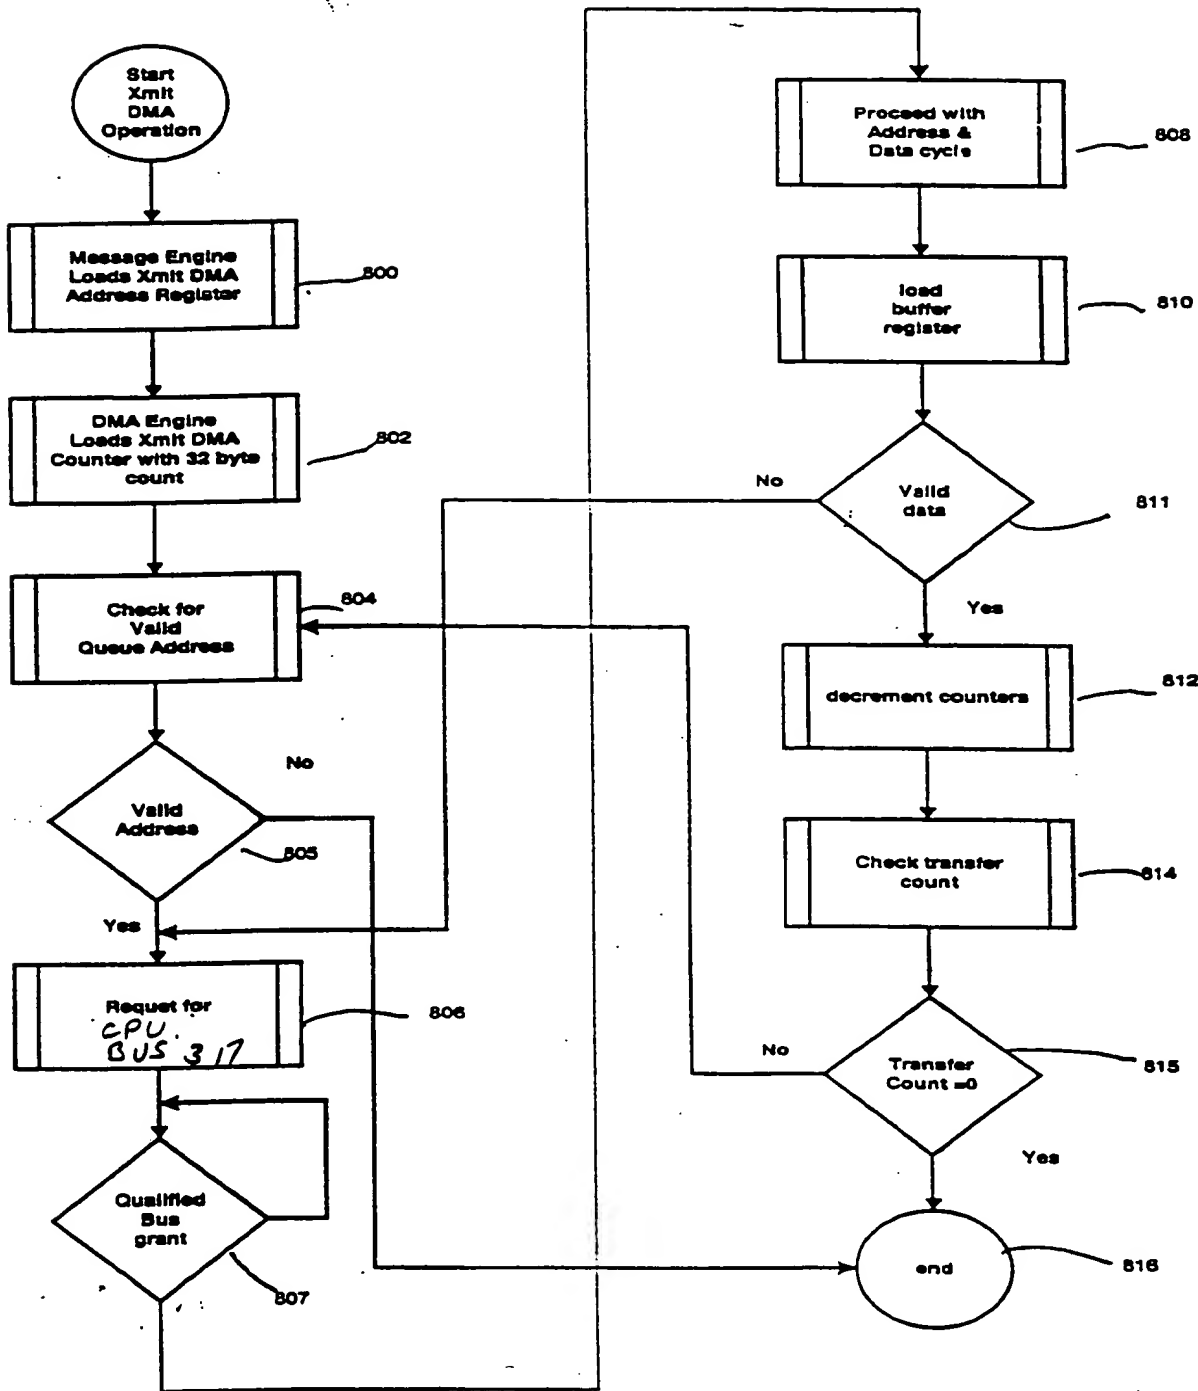 Start
Xmit
DMA
Operation
Message Engine
Loads Xmit DMA
Address Register
800
DMA Engine
Loads Xmit DMA
Counter with 32 byte
count
802
Check for
Valid
Queue Address
804
Valid
Address
805
No
Yes
Requet for
CPU
BUS 317
806
Qualified
Bus
grant
807
Proceed with
Address &
Data cycle
808
load
buffer
register
810
Valid
data
811
No
Yes
decrement counters
812
Check transfer
count
814
Transfer
Count =0
815
No
Yes
end
816